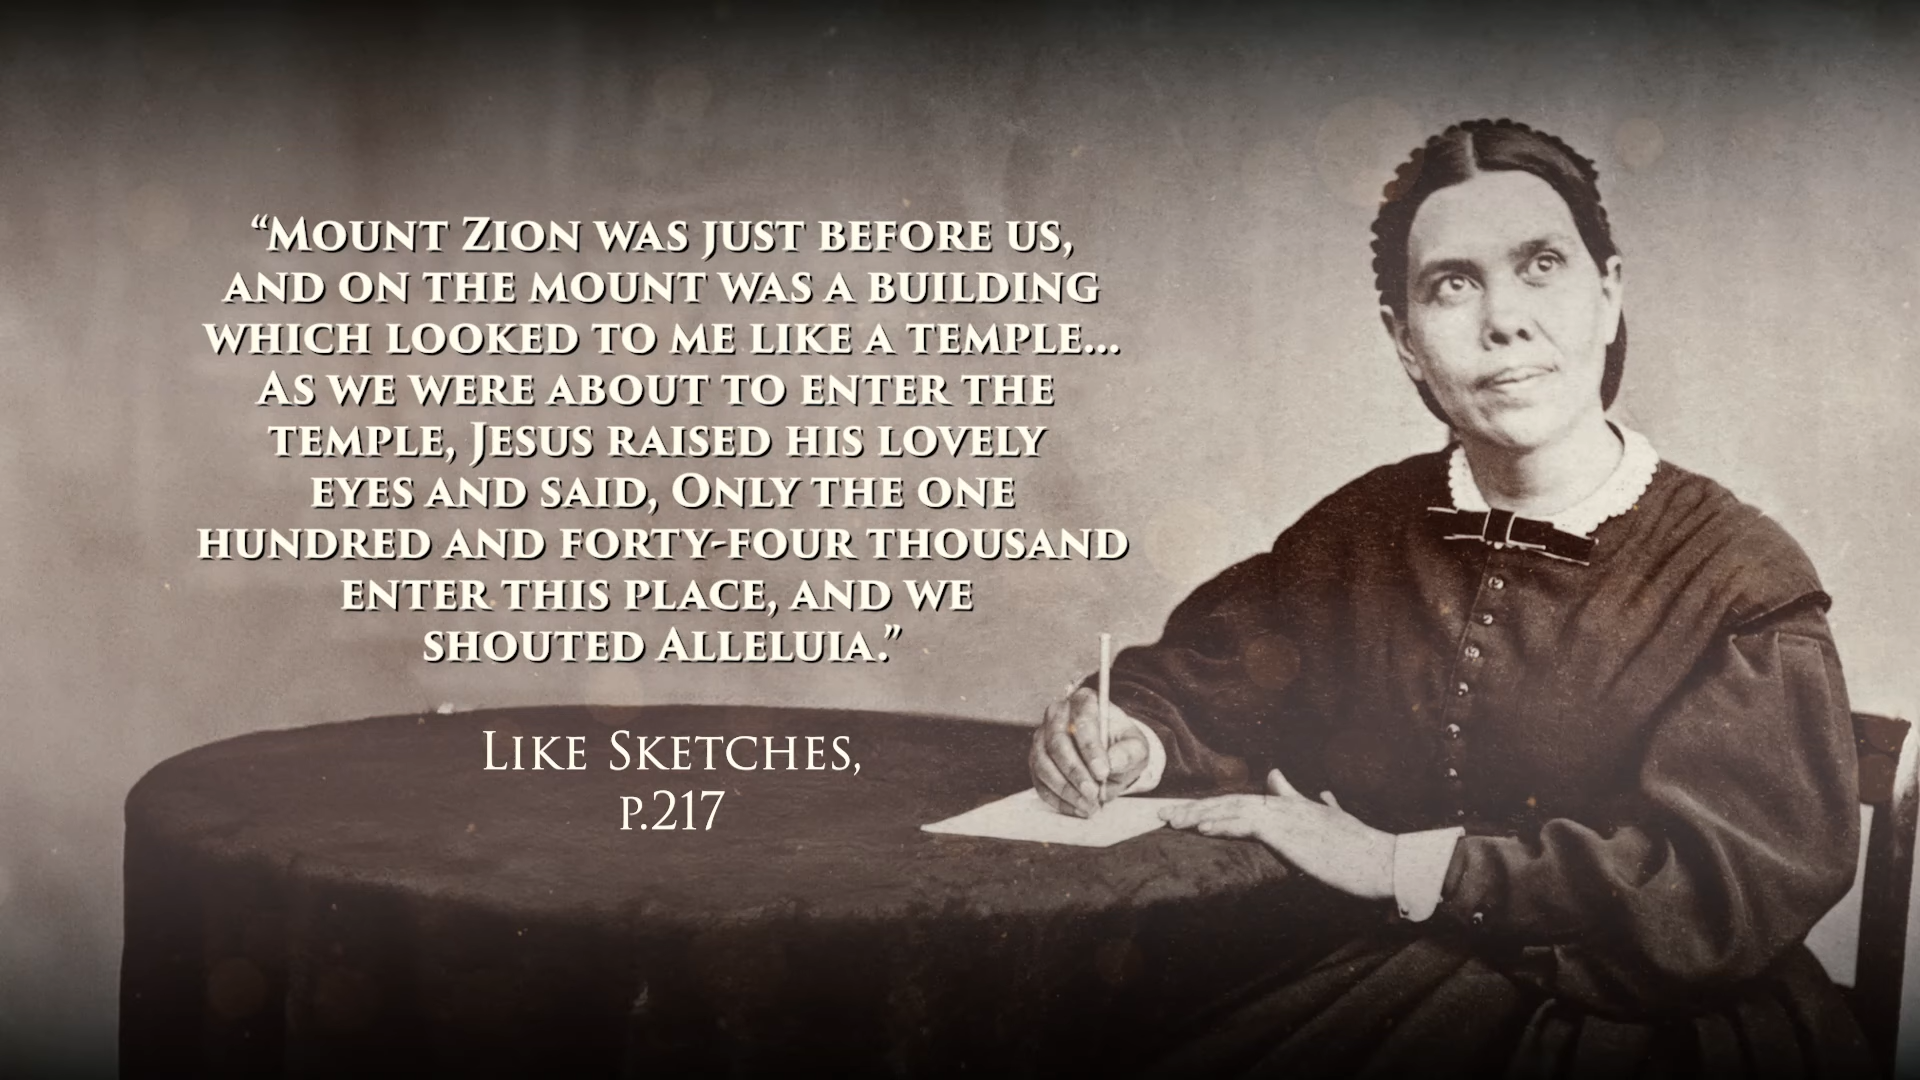 “Mount Zion was just before us,
and on the mount was a building
which looked to me like a temple...
As we were about to enter the
temple, Jesus raised his lovely
eyes and said, Only the one
hundred and forty-four thousand
enter this place, and we
shouted Alleluia.”
Like Sketches,
p.217